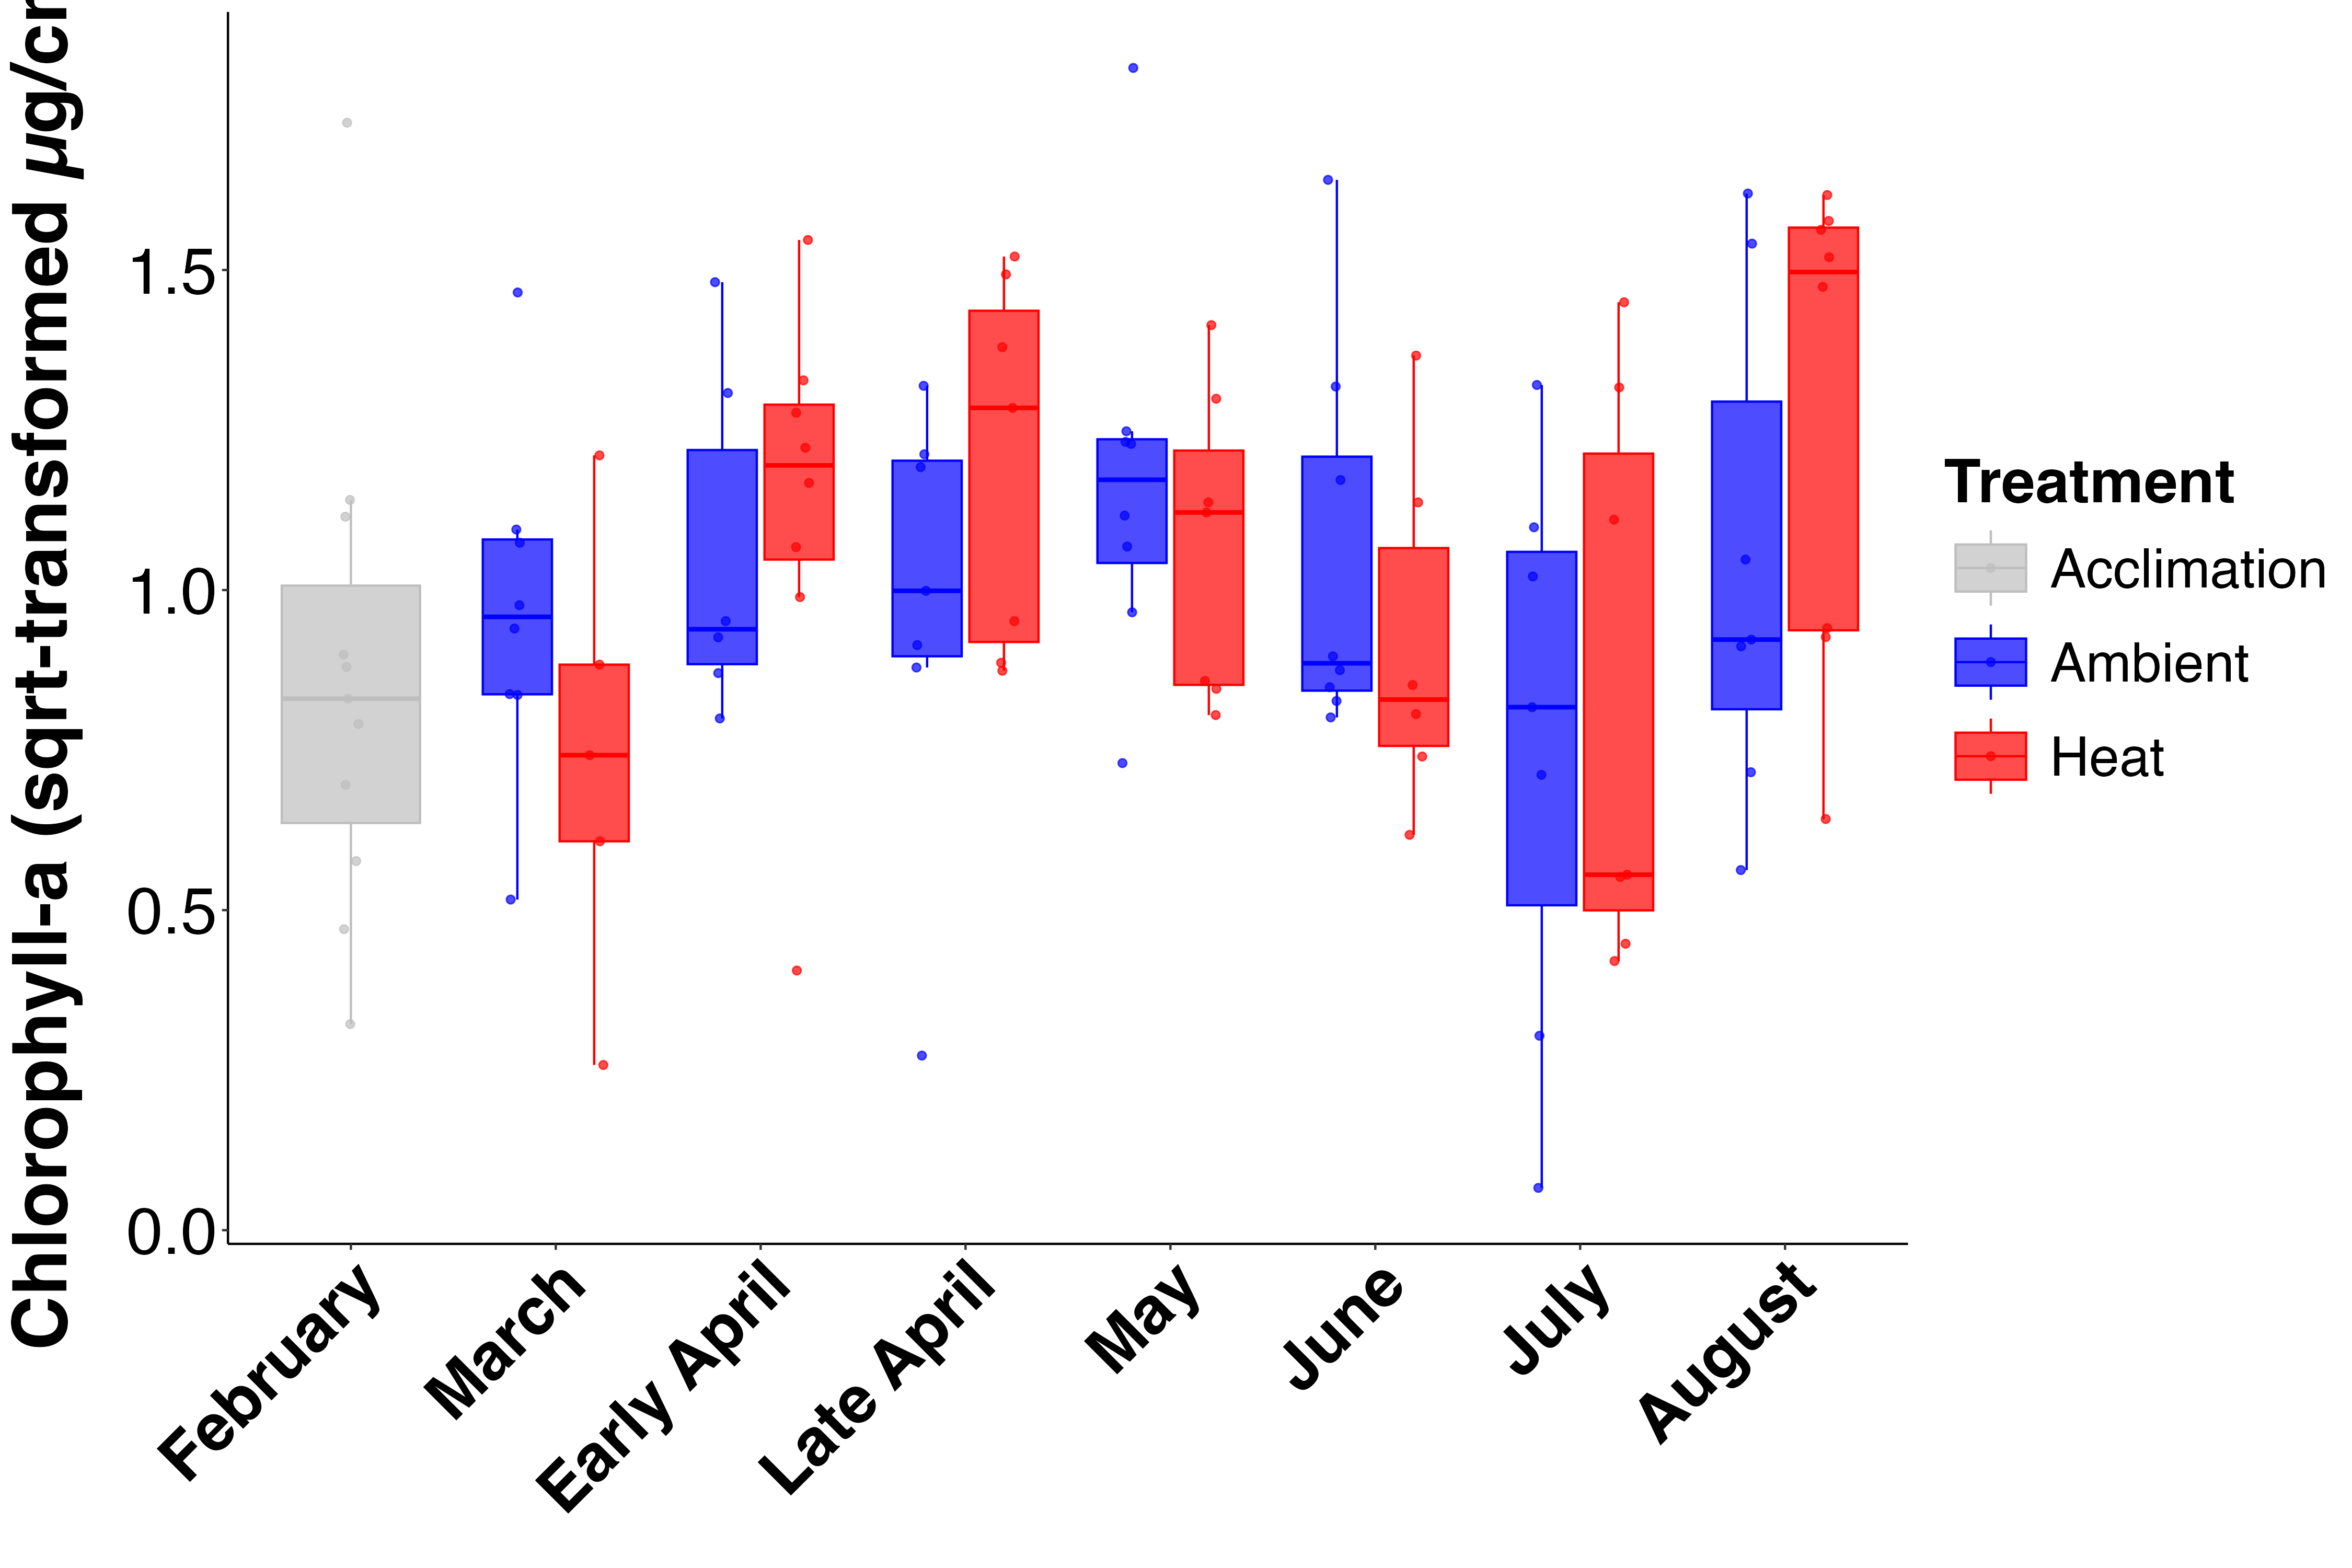 Chlorophyll-a (sqrt-transformed µg/cr
1.5
1.0
0.5
0.0
February
March
Early April
Late April
May
June
July
August
Treatment
Acclimation
Ambient
Heat